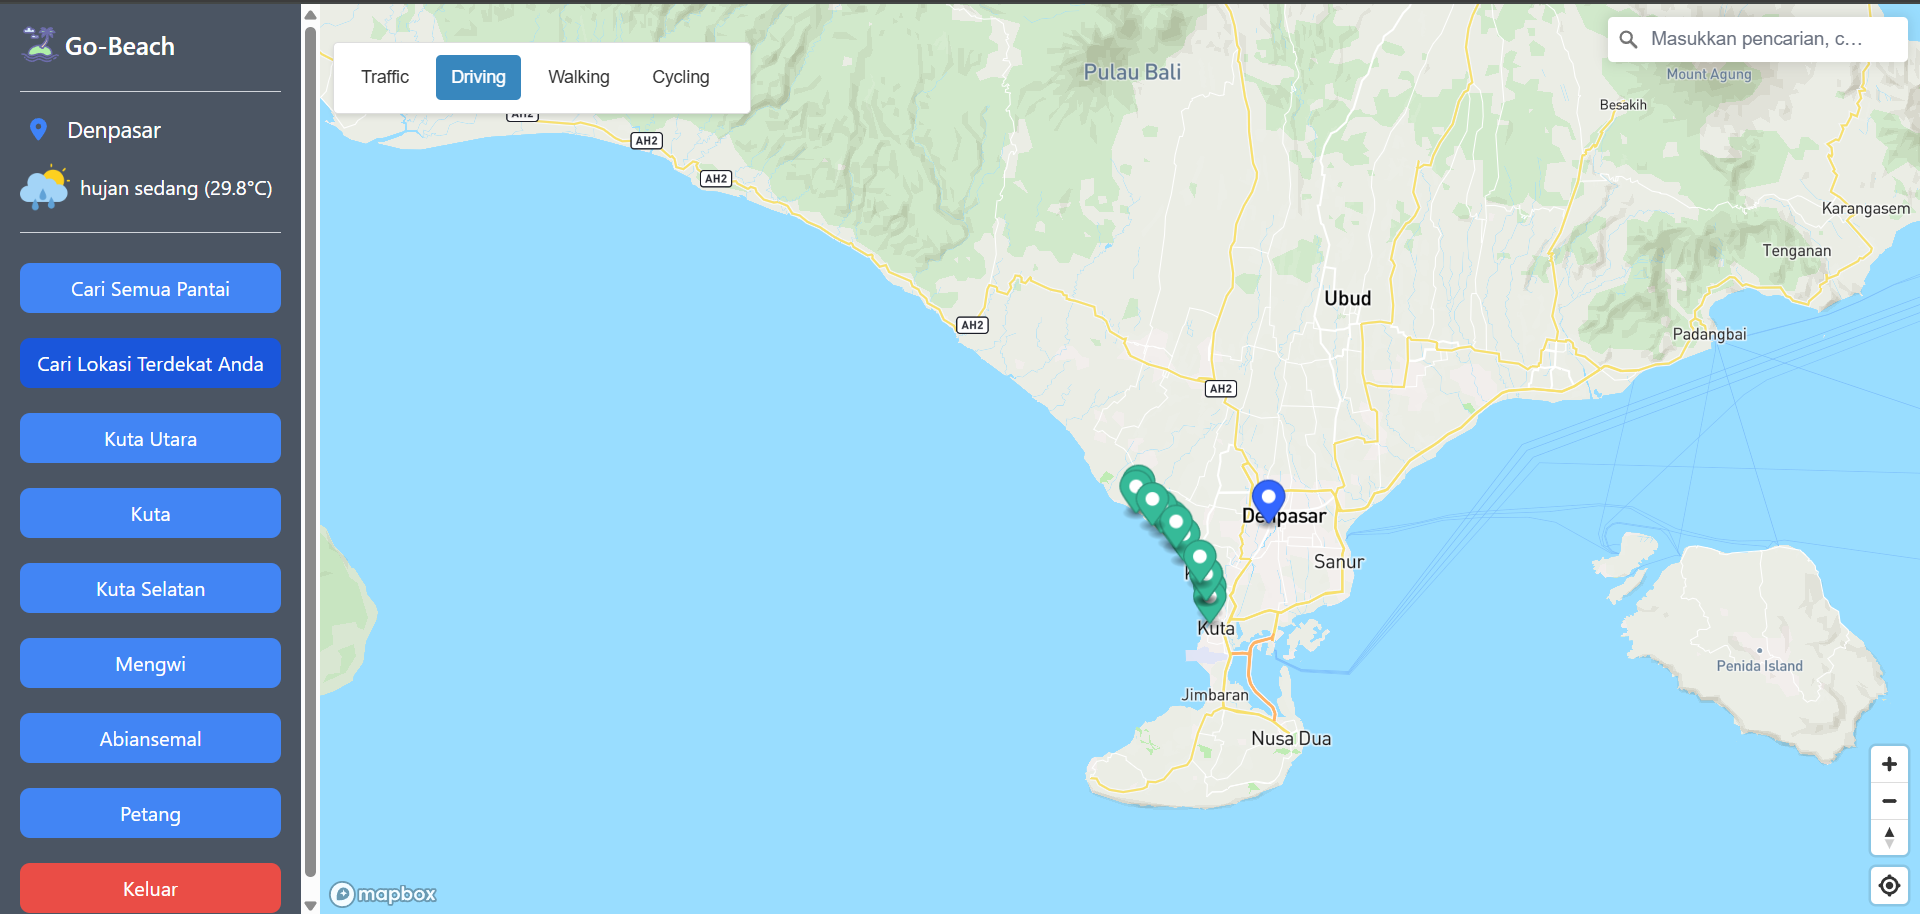 Go-Beach
Denpasar
hujan sedang (29.8°C)
Cari Semua Pantai
Cari Lokasi Terdekat Anda
Kuta Utara
Kuta
Kuta Selatan
Mengwi
Abiansemal
Petang
Keluar
Traffic
Driving
Walking
Cycling
Masukkan pencarian, c...
Pulau Bali
Mount Agung
Besakih
AH2
AH2
AH2
Karangasem
Tenganan
Ubud
AH2
Padangbai
AH2
Denpasar
Sanur
Kuta
Penida Island
Jimbaran
Nusa Dua
mapbox